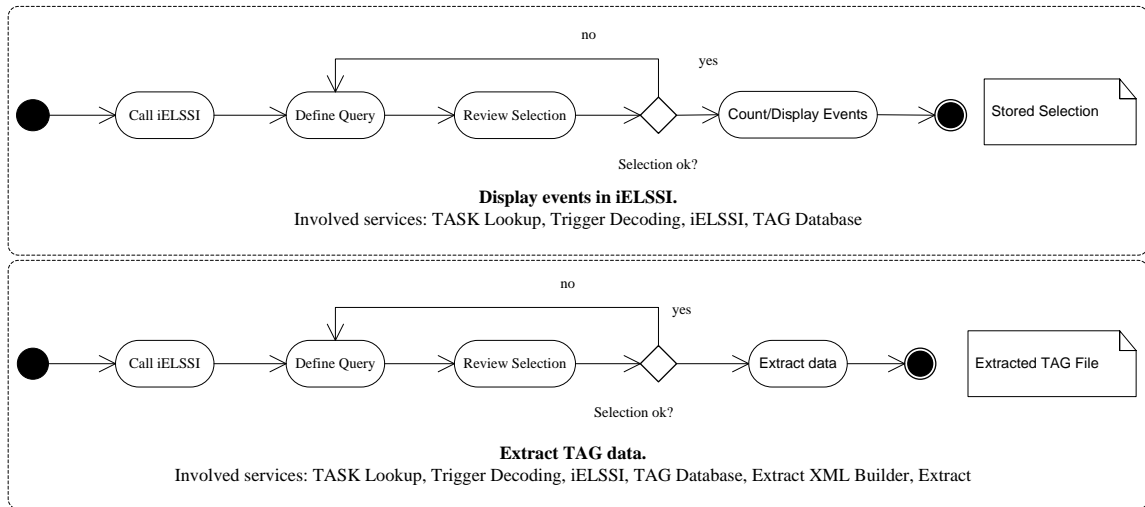 no
yes
Call iELSSI
Define Query
Review Selection
Count/Display Events
Stored Selection
Selection ok?
Display events in iELSSI.
Involved services: TASK Lookup, Trigger Decoding, iELSSI, TAG Database
no
yes
Call iELSSI
Define Query
Review Selection
Extract data
Extracted TAG File
Selection ok?
Extract TAG data.
Involved services: TASK Lookup, Trigger Decoding, iELSSI, TAG Database, Extract XML Builder, Extract